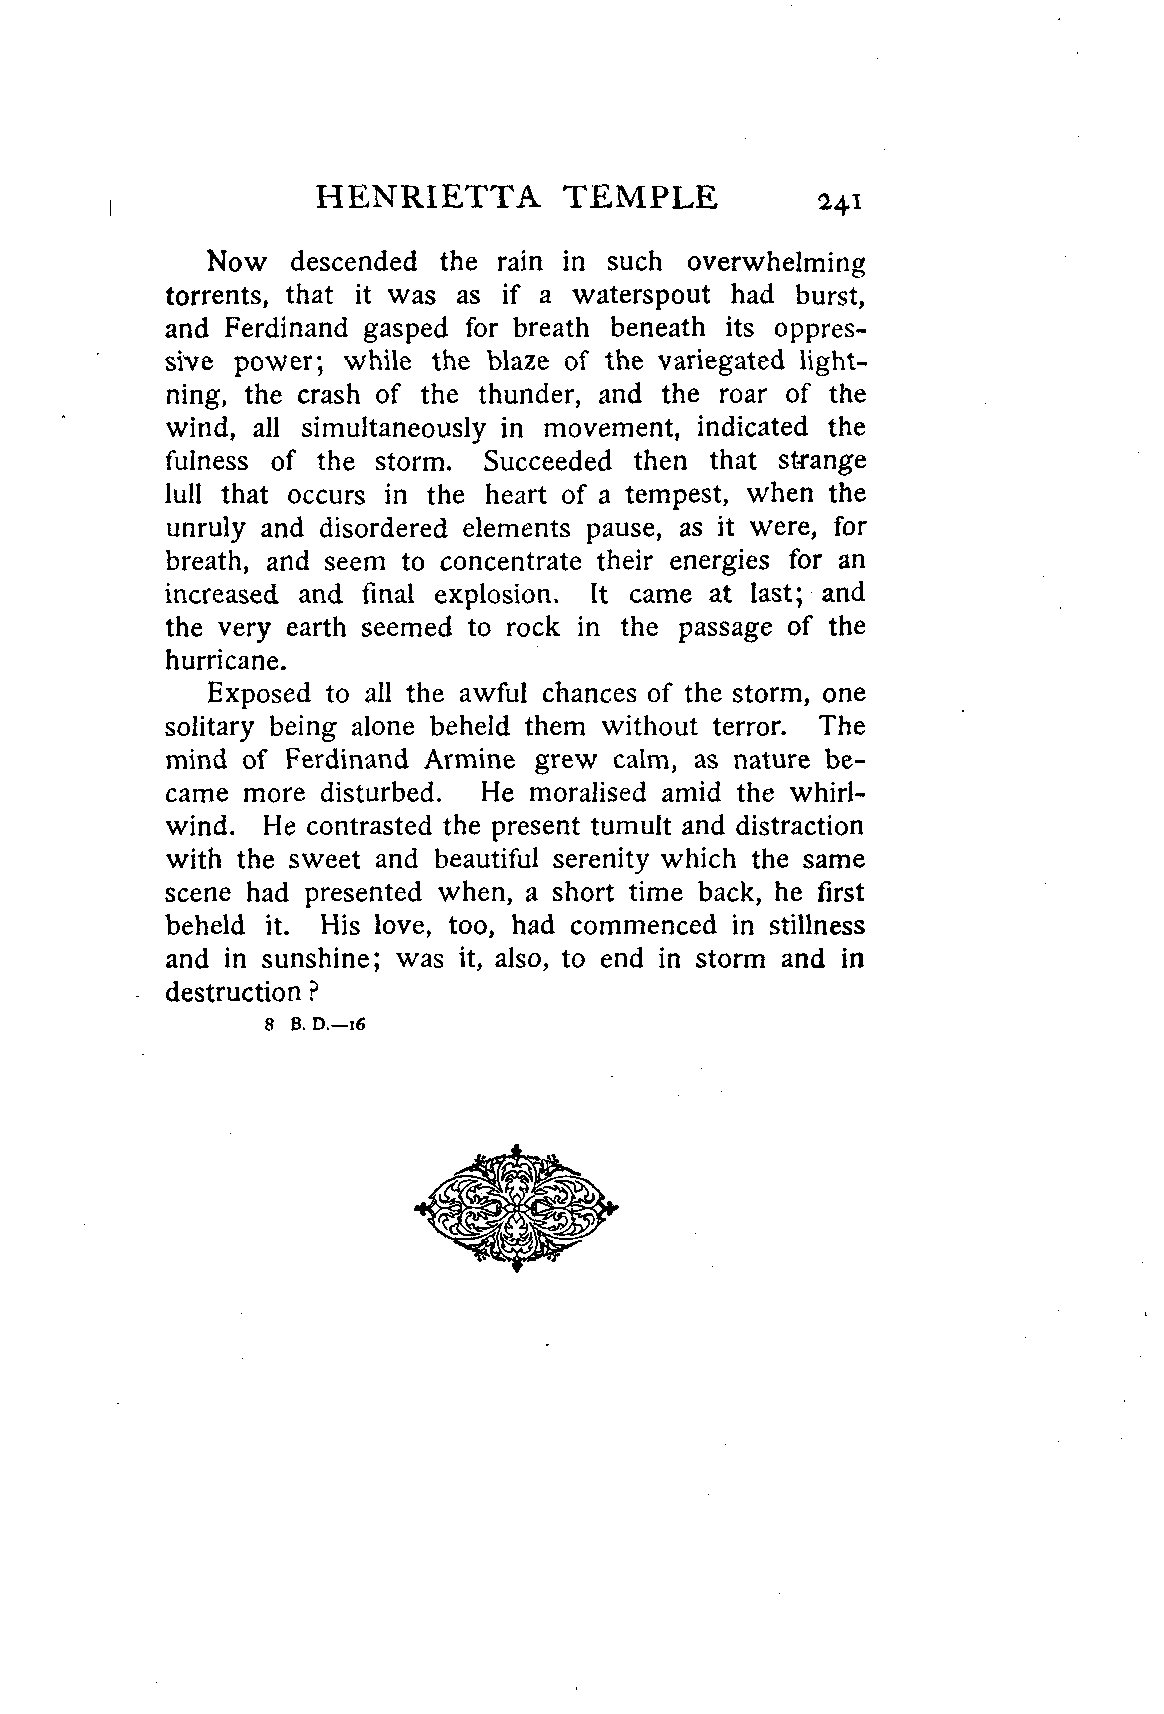 HENRIETTA TEMPLE 241
Now descended the rain in such overwhelming
torrents, that it was as if a waterspout had burst,
and Ferdinand gasped for breath beneath its oppres-
sive power; while the blaze of the variegated light-
ning, the crash of the thunder, and the roar of the
wind, all simultaneously in movement, indicated the
fulness of the storm. Succeeded then that strange
lull that occurs in the heart of a tempest, when the
unruly and disordered elements pause, as it were, for
breath, and seem to concentrate their energies for an
increased and final explosion. It came at last; and
the very earth seemed to rock in the passage of the
hurricane.
Exposed to all the awful chances of the storm, one
solitary being alone beheld them without terror. The
mind of Ferdinand Armine grew calm, as nature be-
came more disturbed. He moralised amid the whirl-
wind. He contrasted the present tumult and distraction
with the sweet and beautiful serenity which the same
scene had presented when, a short time back, he first
beheld it. His love, too, had commenced in stillness
and in sunshine; was it, also, to end in storm and in
destruction?
8 B. D.—16